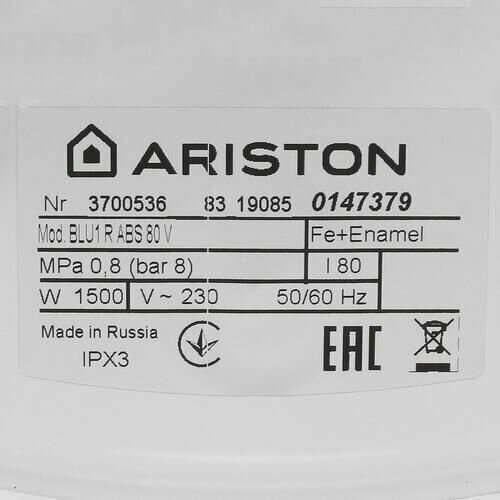 ARISTON
Nr 3700536 83 19085 0147379
Mod. BLU1 R ABS 80 V Fe+Enamel
MPa 0,8 (bar 8) l 80
W 1500 V ~ 230 50/60 Hz
Made in Russia
IPX3
EAC